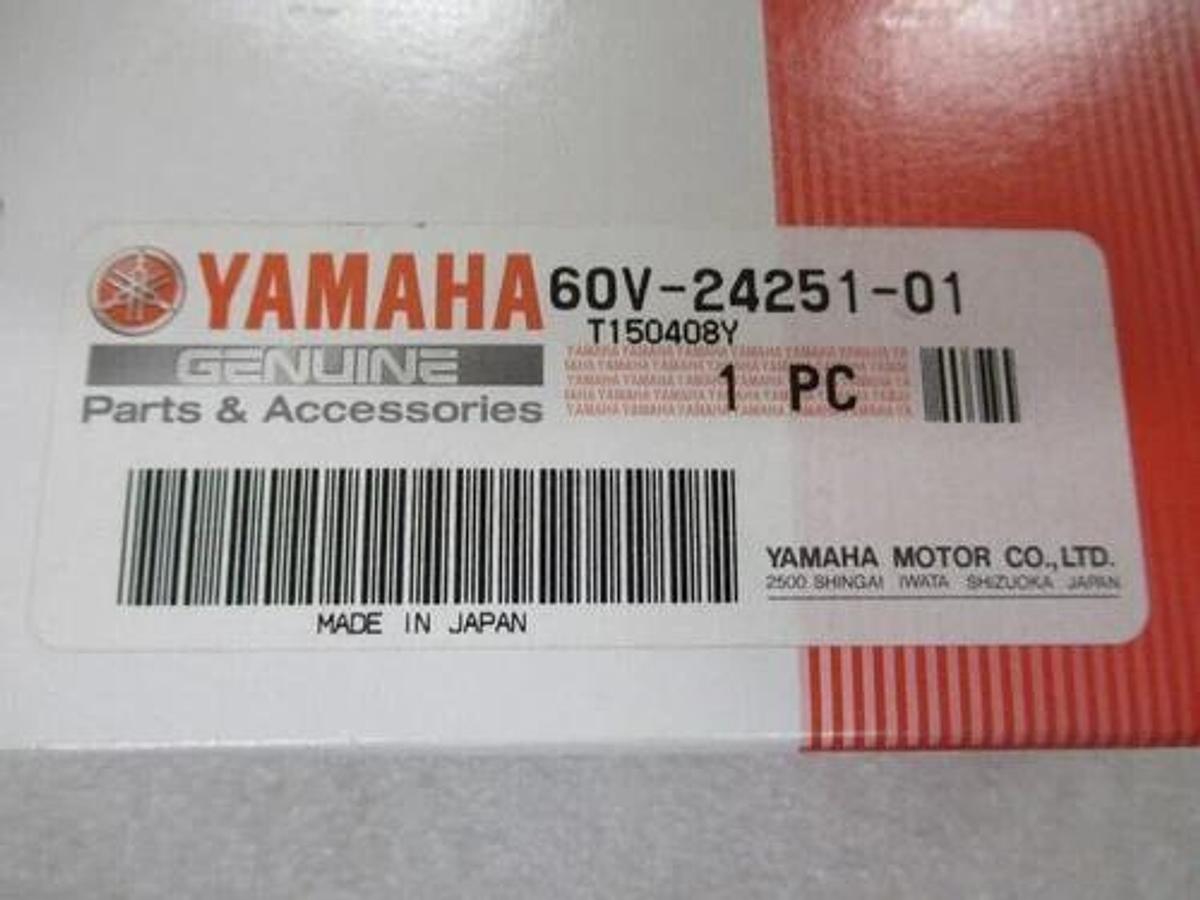 YAMAHA 60V-24251-01
T150408Y
GENUINE
Parts & Accessories
1 PC
MADE IN JAPAN
YAMAHA MOTOR CO.,LTD.
2500 SHINGAI IWATA SHIZUOKA JAPAN